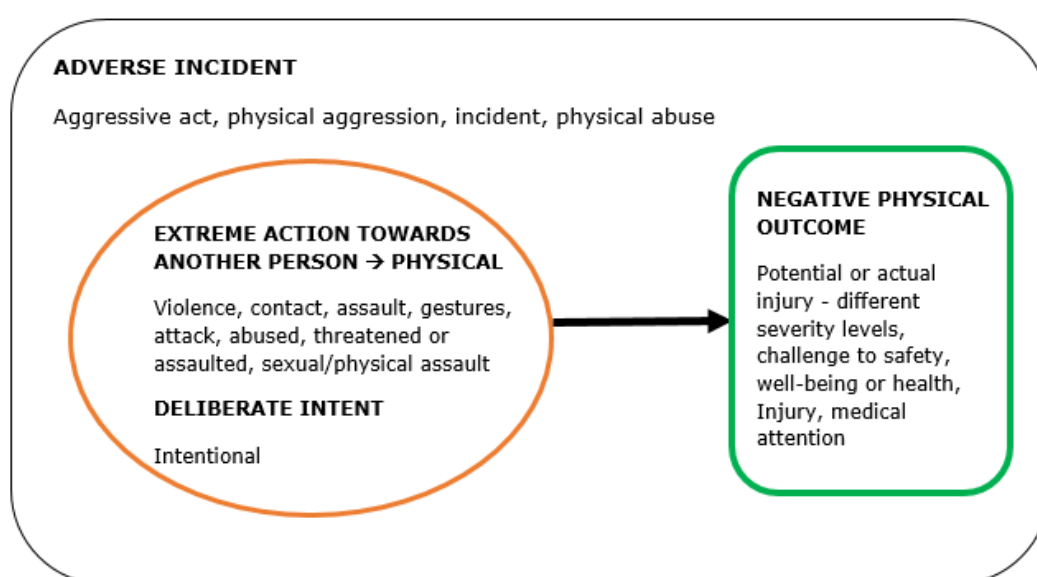 ADVERSE INCIDENT
Aggressive act, physical aggression, incident, physical abuse
EXTREME ACTION TOWARDS
ANOTHER PERSON → PHYSICAL
Violence, contact, assault, gestures,
attack, abused, threatened or
assaulted, sexual/physical assault
DELIBERATE INTENT
Intentional
NEGATIVE PHYSICAL
OUTCOME
Potential or actual
injury - different
severity levels,
challenge to safety,
well-being or health,
Injury, medical
attention